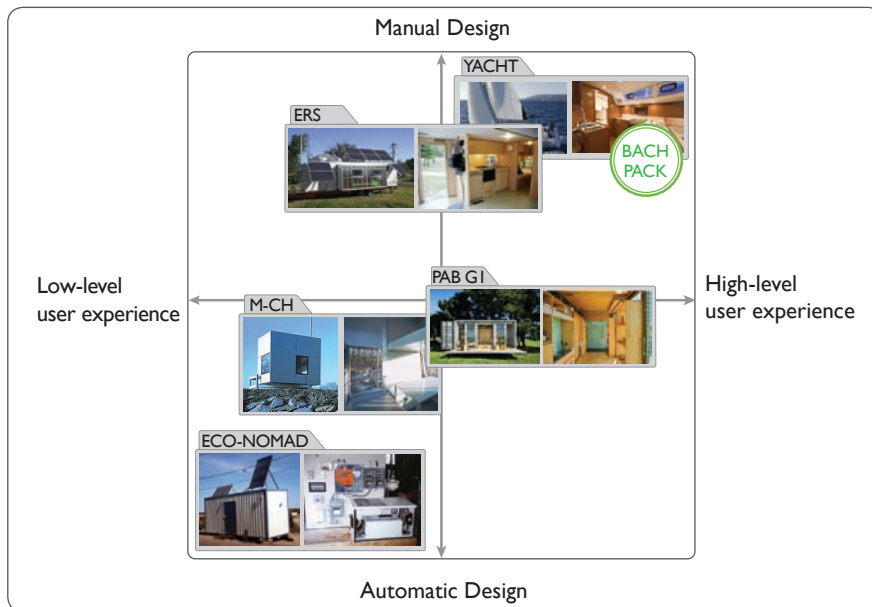 Manual Design
YACHT
ERS
BACH
PACK
Low-level
user experience
PAB G1
High-level
user experience
M-CH
ECO-NOMAD
Automatic Design